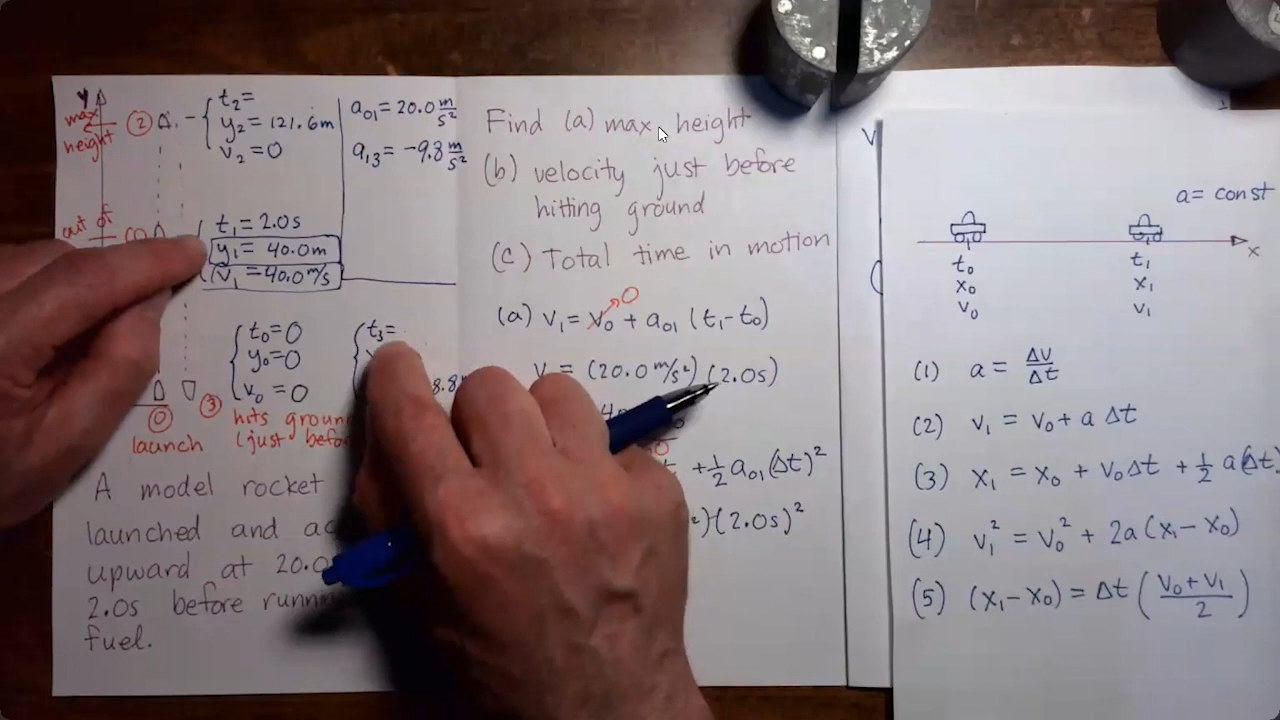 y
max
height
②
t₂=
y₂ = 121.6m
v₂ = 0
a₀₁ = 20.0 m/s²
a₁₃ = -9.8 m/s²
out of
t₁ = 2.0s
y₁ = 40.0m
v₁ = 40.0 m/s
t₀=0
y₀=0
v₀ = 0
t₃=
8.8
⓪
launch
③ hits ground
(just befo
A model rocket
launched and ac
upward at 20.0
2.0s before runn
fuel.
Find (a) max height
(b) velocity just before
hitting ground
(c) Total time in motion
(a) v₁ = v₀ + a₀₁ (t₁-t₀)
0
= (20.0 m/s²) (2.0s)
+ ½ a₀₁ (Δt)²
)(2.0s)²
V
a = const
x
t₀
x₀
v₀
t₁
x₁
v₁
(1) a = Δv/Δt
(2) v₁ = v₀ + a Δt
(3) x₁ = x₀ + v₀Δt + ½ a(Δt)
(4) v₁² = v₀² + 2a (x₁ - x₀)
(5) (x₁-x₀) = Δt ( (v₀+v₁)/2 )